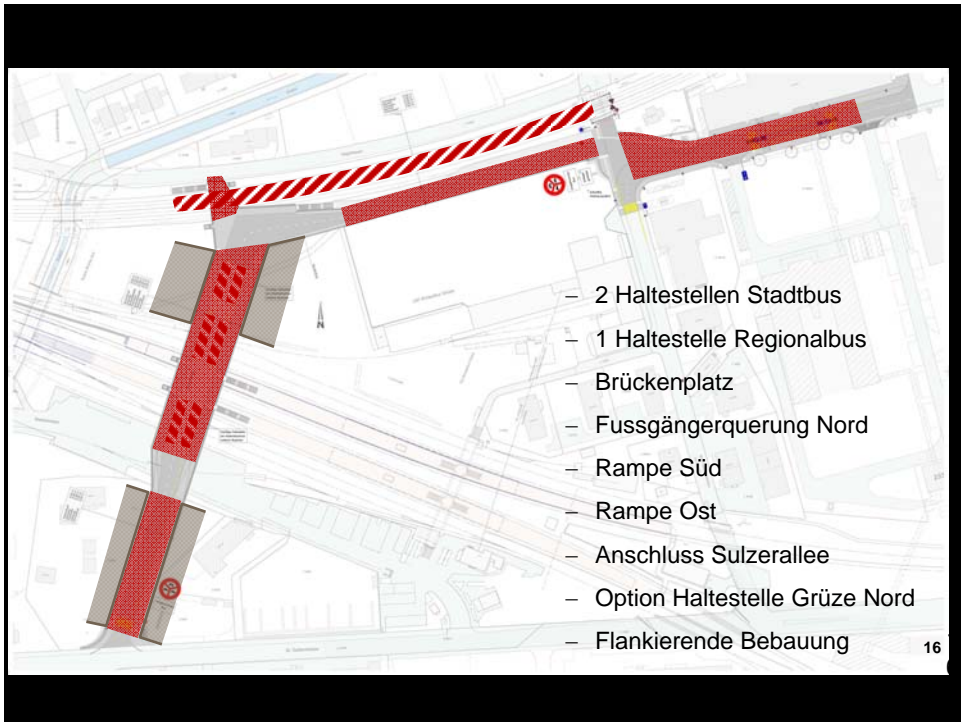 – 2 Haltestellen Stadtbus
– 1 Haltestelle Regionalbus
– Brückenplatz
– Fussgängerquerung Nord
– Rampe Süd
– Rampe Ost
– Anschluss Sulzerallee
– Option Haltestelle Grüze Nord
– Flankierende Bebauung
16